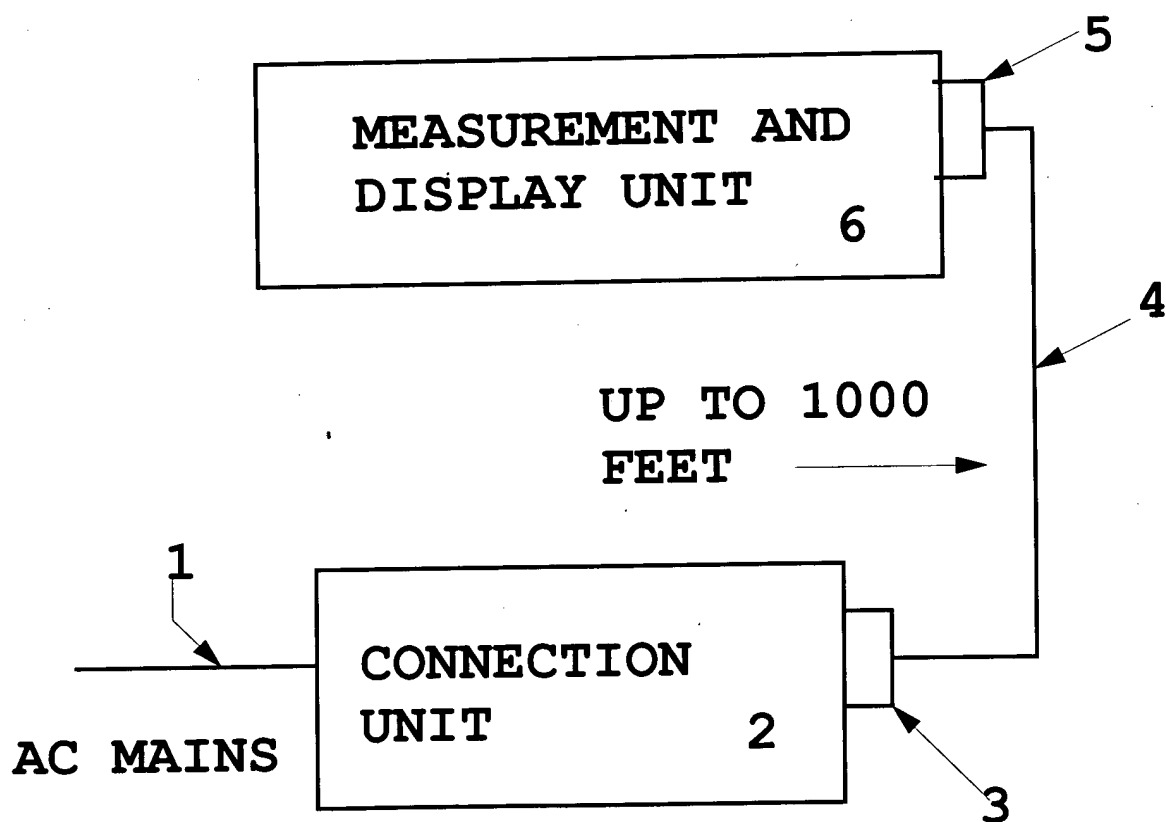 5
MEASUREMENT AND
DISPLAY UNIT
6
4
UP TO 1000
FEET
1
CONNECTION
UNIT
2
AC MAINS
3